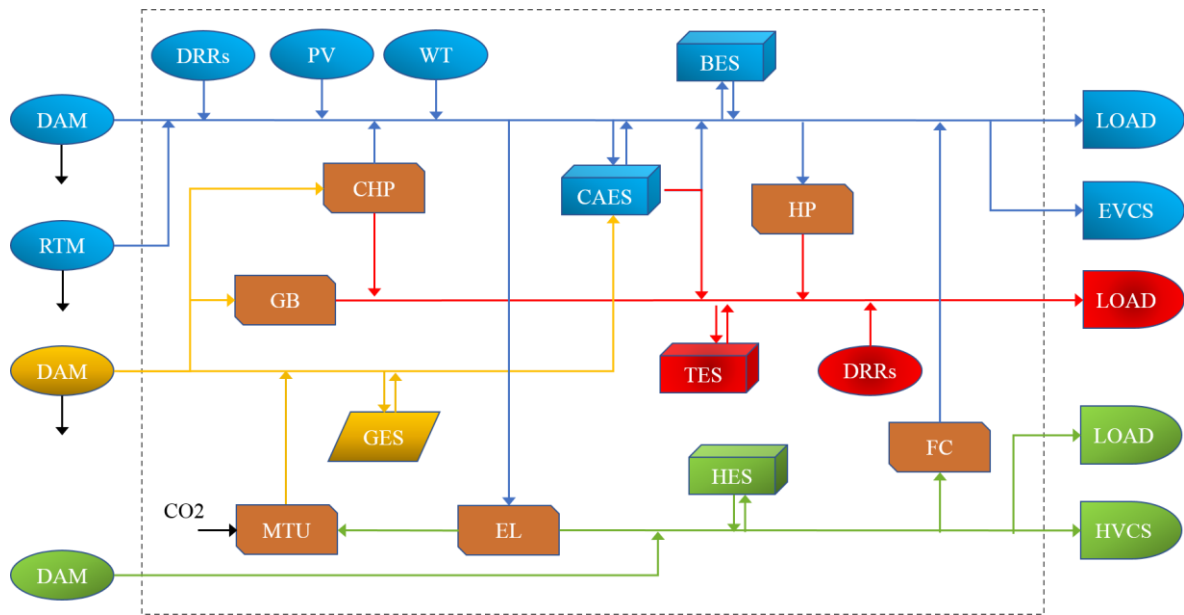 DRRs
PV
WT
BES
DAM
LOAD
CHP
CAES
HP
EVCS
RTM
GB
LOAD
DAM
TES
DRRs
GES
LOAD
FC
HES
CO2
MTU
EL
HVCS
DAM